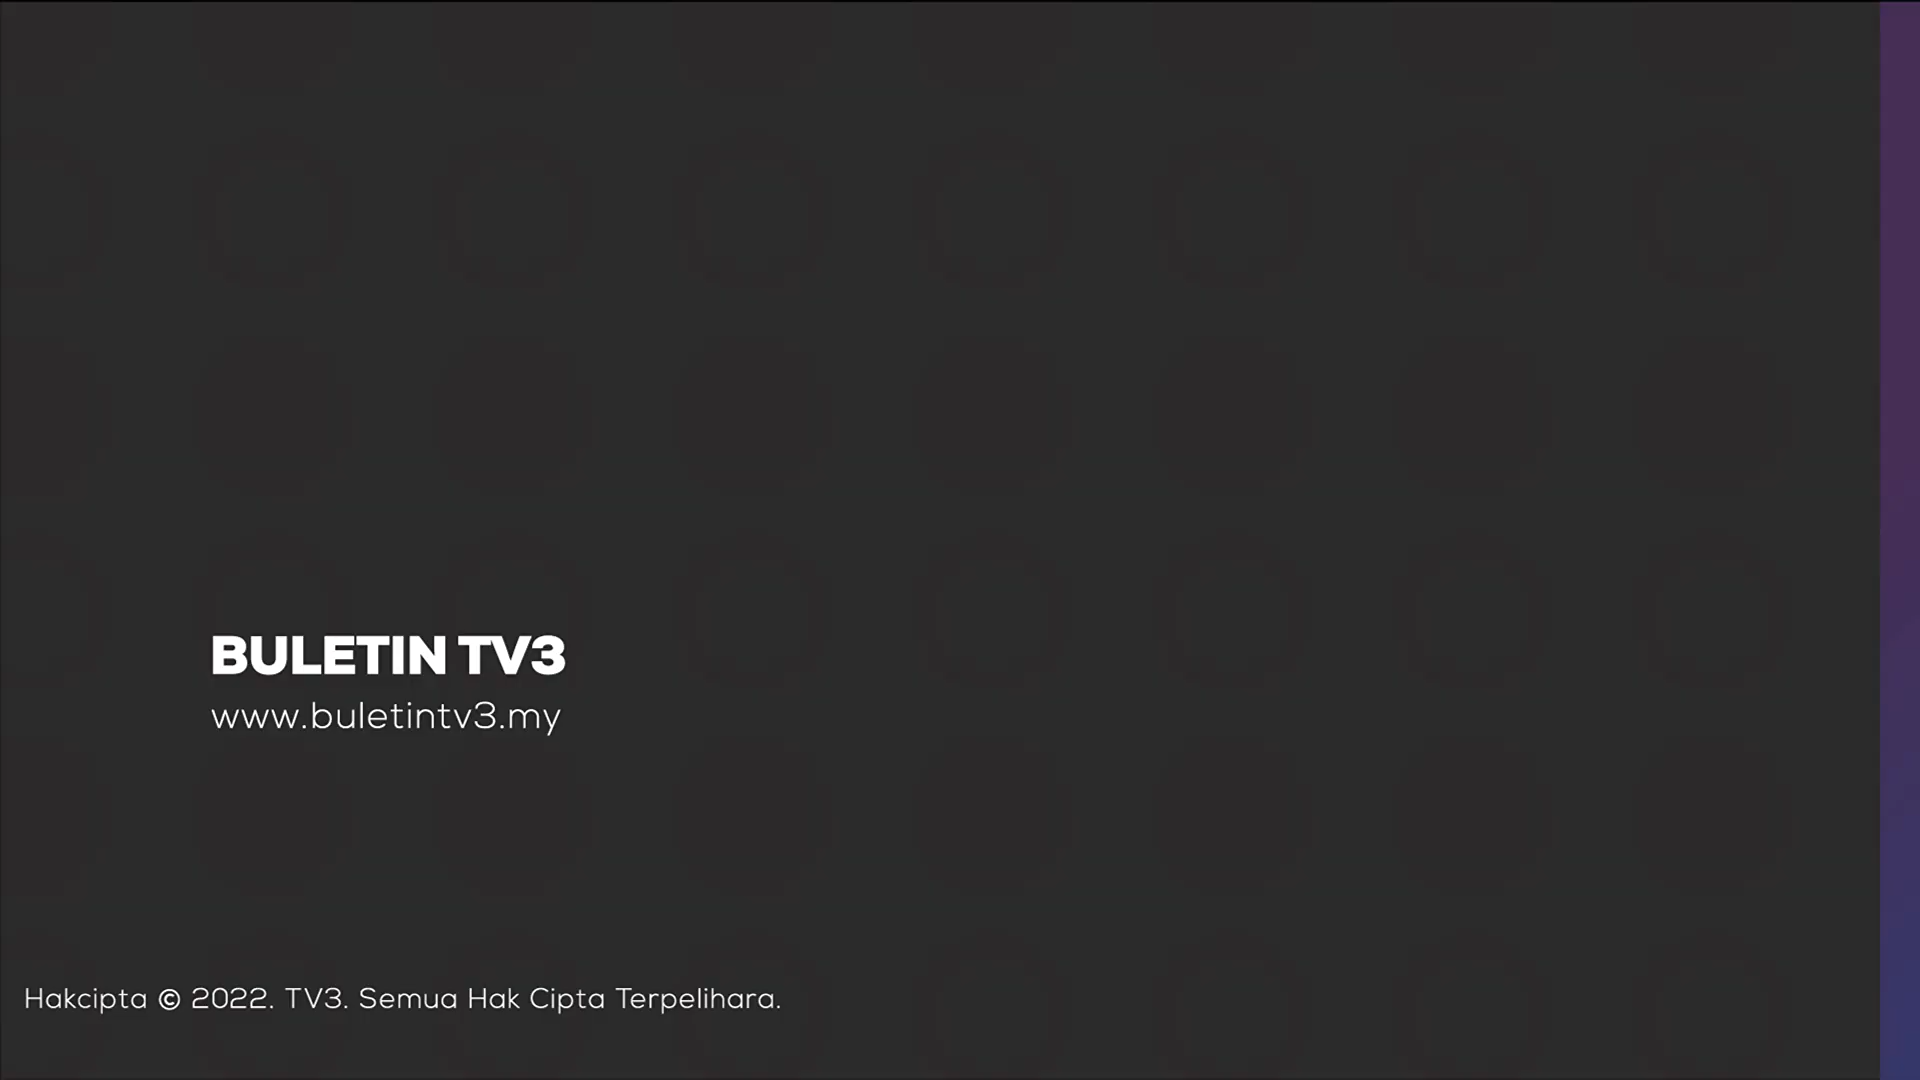 BULETIN TV3
www.buletintv3.my
Hakcipta © 2022. TV3. Semua Hak Cipta Terpelihara.